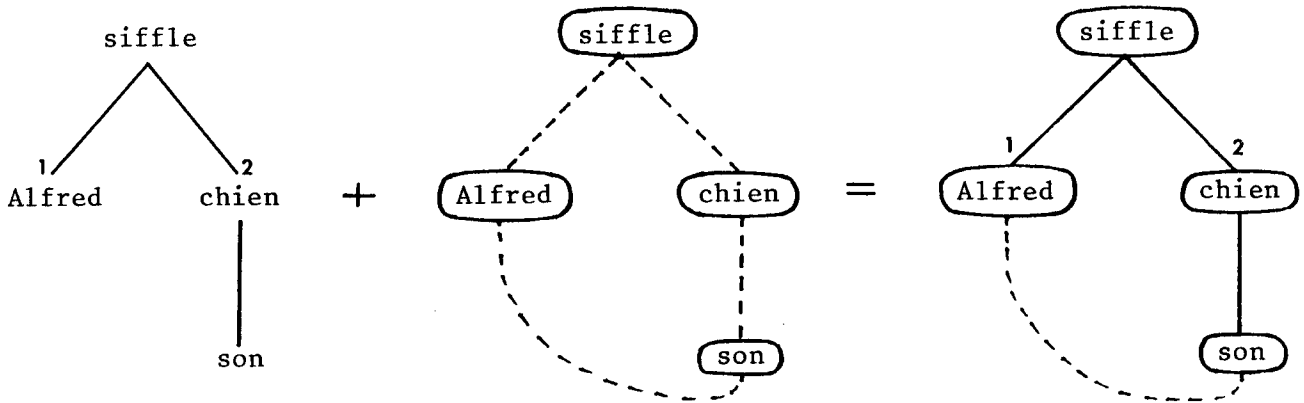 siffle siffle siffle
1 2 1 2
Alfred chien + Alfred chien = Alfred chien
son son son